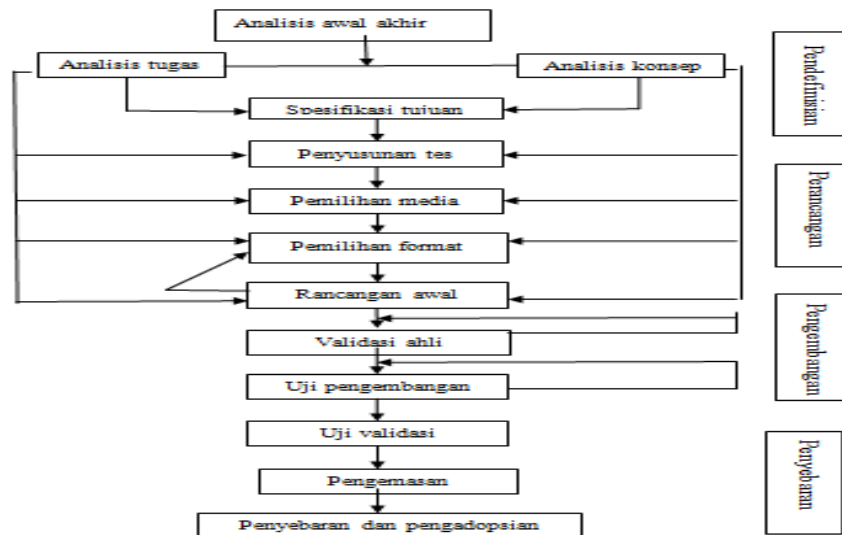 Analisis awal akhir
Analisis tugas
Analisis konsep
Spesifikasi tujuan
Penyusunan tes
Pemilihan media
Pemilihan format
Rancangan awal
Validasi ahli
Uji pengembangan
Uji validasi
Pengemasan
Penyebaran dan pengadopsian
Pendefinisian
Perancangan
Pengembangan
Penyebaran